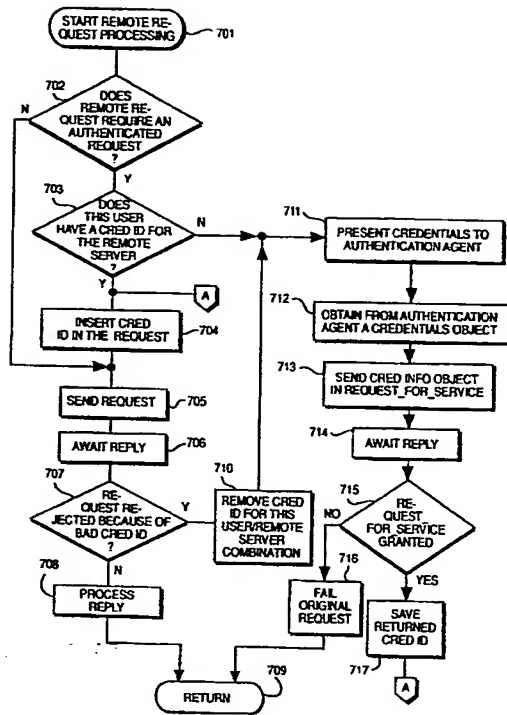 START REMOTE RE-
QUEST PROCESSING
701
702
N
DOES
REMOTE RE-
QUEST REQUIRE AN
AUTHENTICATED
REQUEST
?
Y
703
DOES
THIS USER
HAVE A CRED ID FOR
THE REMOTE
SERVER
?
N
Y
A
INSERT CRED
ID IN THE REQUEST
704
SEND REQUEST
705
AWAIT REPLY
706
707
RE-
QUEST RE-
JECTED BECAUSE OF
BAD CRED ID
?
Y
N
708
PROCESS
REPLY
RETURN
709
710
REMOVE CRED
ID FOR THIS
USER/REMOTE
SERVER
COMBINATION
711
PRESENT CREDENTIALS TO
AUTHENTICATION AGENT
712
OBTAIN FROM AUTHENTICATION
AGENT A CREDENTIALS OBJECT
713
SEND CRED INFO OBJECT
IN REQUEST_FOR_SERVICE
714
AWAIT REPLY
715
RE-
QUEST
FOR_SERVICE
GRANTED
NO
YES
716
FAIL
ORIGINAL
REQUEST
SAVE
RETURNED
CRED ID
717
A